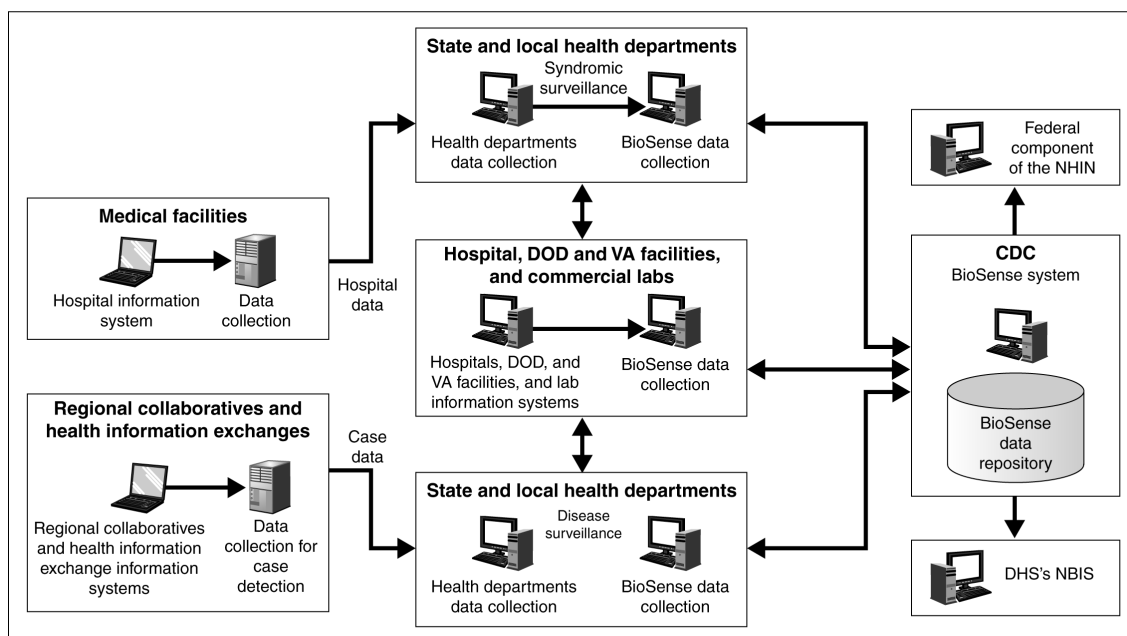 State and local health departments
Syndromic
surveillance
Health departments
data collection
BioSense data
collection
Medical facilities
Hospital information
system
Data
collection
Hospital
data
Hospital, DOD and VA facilities,
and commercial labs
Hospitals, DOD, and
VA facilities, and lab
information systems
BioSense data
collection
Regional collaboratives and
health information exchanges
Regional collaboratives
and health information
exchange information
systems
Data
collection for
case
detection
Case
data
State and local health departments
Disease
surveillance
Health departments
data collection
BioSense data
collection
Federal
component
of the NHIN
CDC
BioSense system
BioSense
data
repository
DHS's NBIS